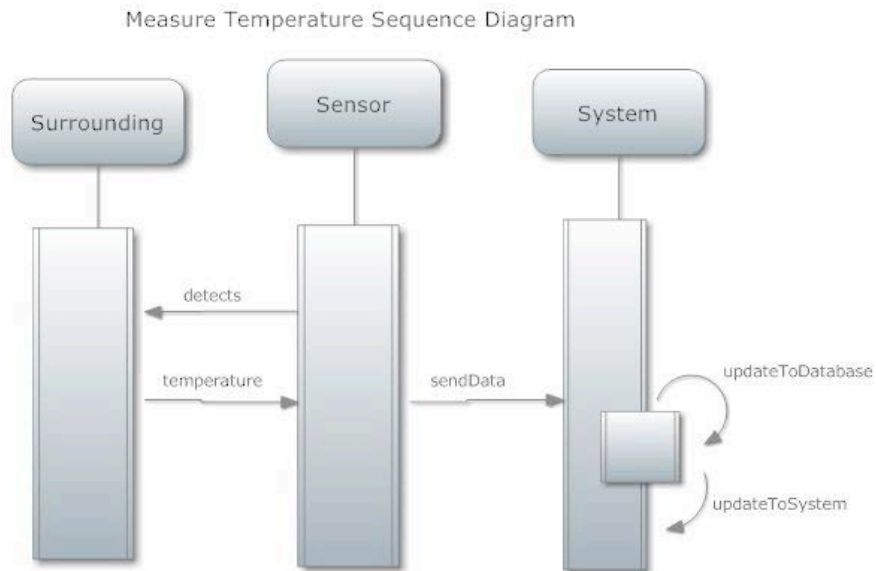 Measure Temperature Sequence Diagram
Surrounding
Sensor
System
detects
temperature
sendData
updateToDatabase
updateToSystem